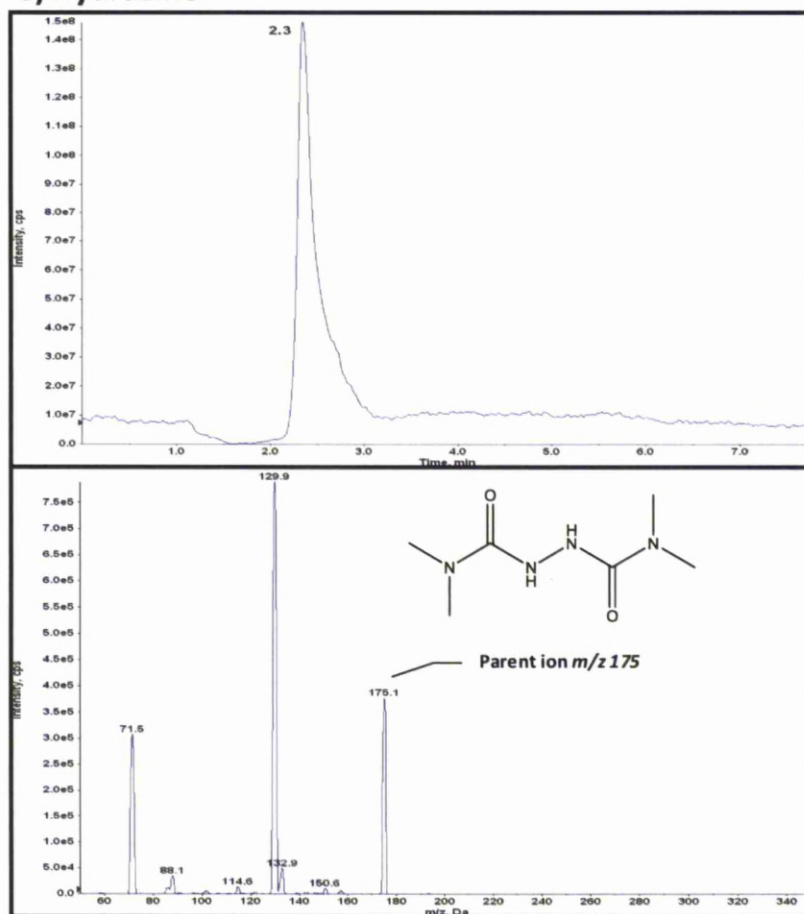 1.5e8
1.4e8
1.3e8
1.2e8
1.1e8
1.0e8
9.0e7
8.0e7
7.0e7
6.0e7
5.0e7
4.0e7
3.0e7
2.0e7
1.0e7
0.0
Intensity, cps
2.3
1.0 2.0 3.0 4.0 5.0 6.0 7.0
Time, min
7.5e5
7.0e5
6.5e5
6.0e5
5.5e5
5.0e5
4.5e5
4.0e5
3.5e5
3.0e5
2.5e5
2.0e5
1.5e5
1.0e5
5.0e4
0.0
Intensity, cps
129.9
O
H
N
N
N
H
N
O
Parent ion m/z 175
175.1
71.5
88.1
114.6
132.9
150.6
60 80 100 120 140 160 180 200 220 240 260 280 300 320 340
m/z, Da